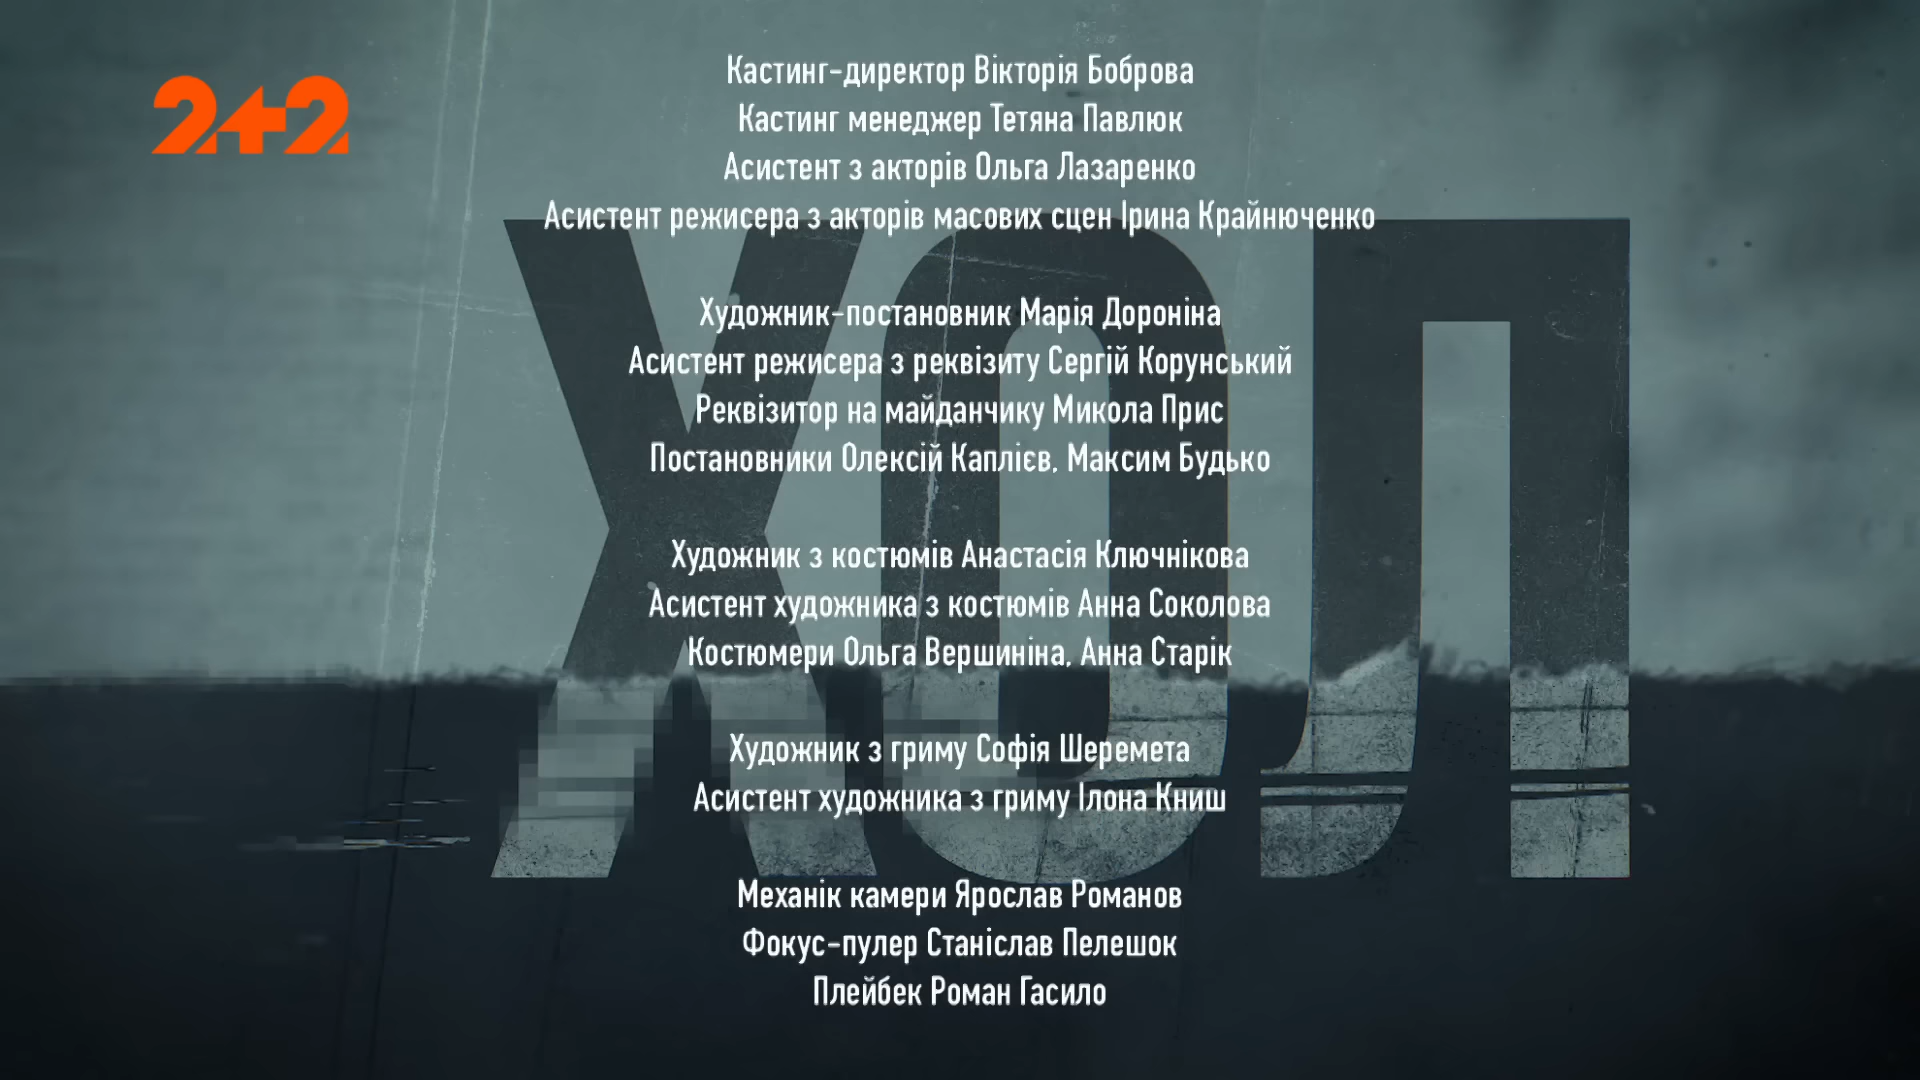 2+2
Кастинг-директор Вікторія Боброва
Кастинг менеджер Тетяна Павлюк
Асистент з акторів Ольга Лазаренко
Асистент режисера з акторів масових сцен Ірина Крайнюченко
ХОЛ
Художник-постановник Марія Дороніна
Асистент режисера з реквізиту Сергій Корунський
Реквізитор на майданчику Микола Прис
Постановники Олексій Каплієв, Максим Будько
Художник з костюмів Анастасія Ключнікова
Асистент художника з костюмів Анна Соколова
Костюмери Ольга Вершиніна, Анна Старік
Художник з гриму Софія Шеремета
Асистент художника з гриму Ілона Книш
Механік камери Ярослав Романов
Фокус-пулер Станіслав Пелешок
Плейбек Роман Гасило